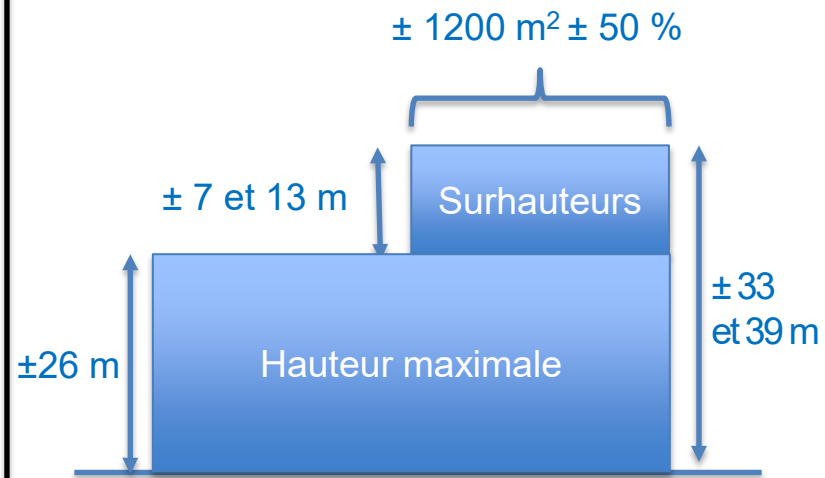 ± 1200 m² ± 50 %
± 7 et 13 m
Surhauteurs
±33
et 39 m
±26 m
Hauteur maximale